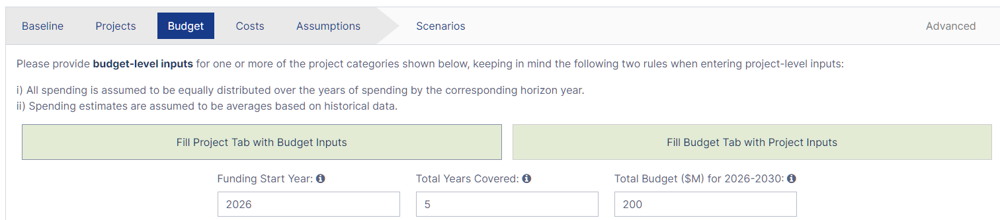 Baseline Projects Budget Costs Assumptions Scenarios Advanced
Please provide budget-level inputs for one or more of the project categories shown below, keeping in mind the following two rules when entering project-level inputs:
i) All spending is assumed to be equally distributed over the years of spending by the corresponding horizon year.
ii) Spending estimates are assumed to be averages based on historical data.
Fill Project Tab with Budget Inputs Fill Budget Tab with Project Inputs
Funding Start Year: Total Years Covered: Total Budget ($M) for 2026-2030:
2026 5 200